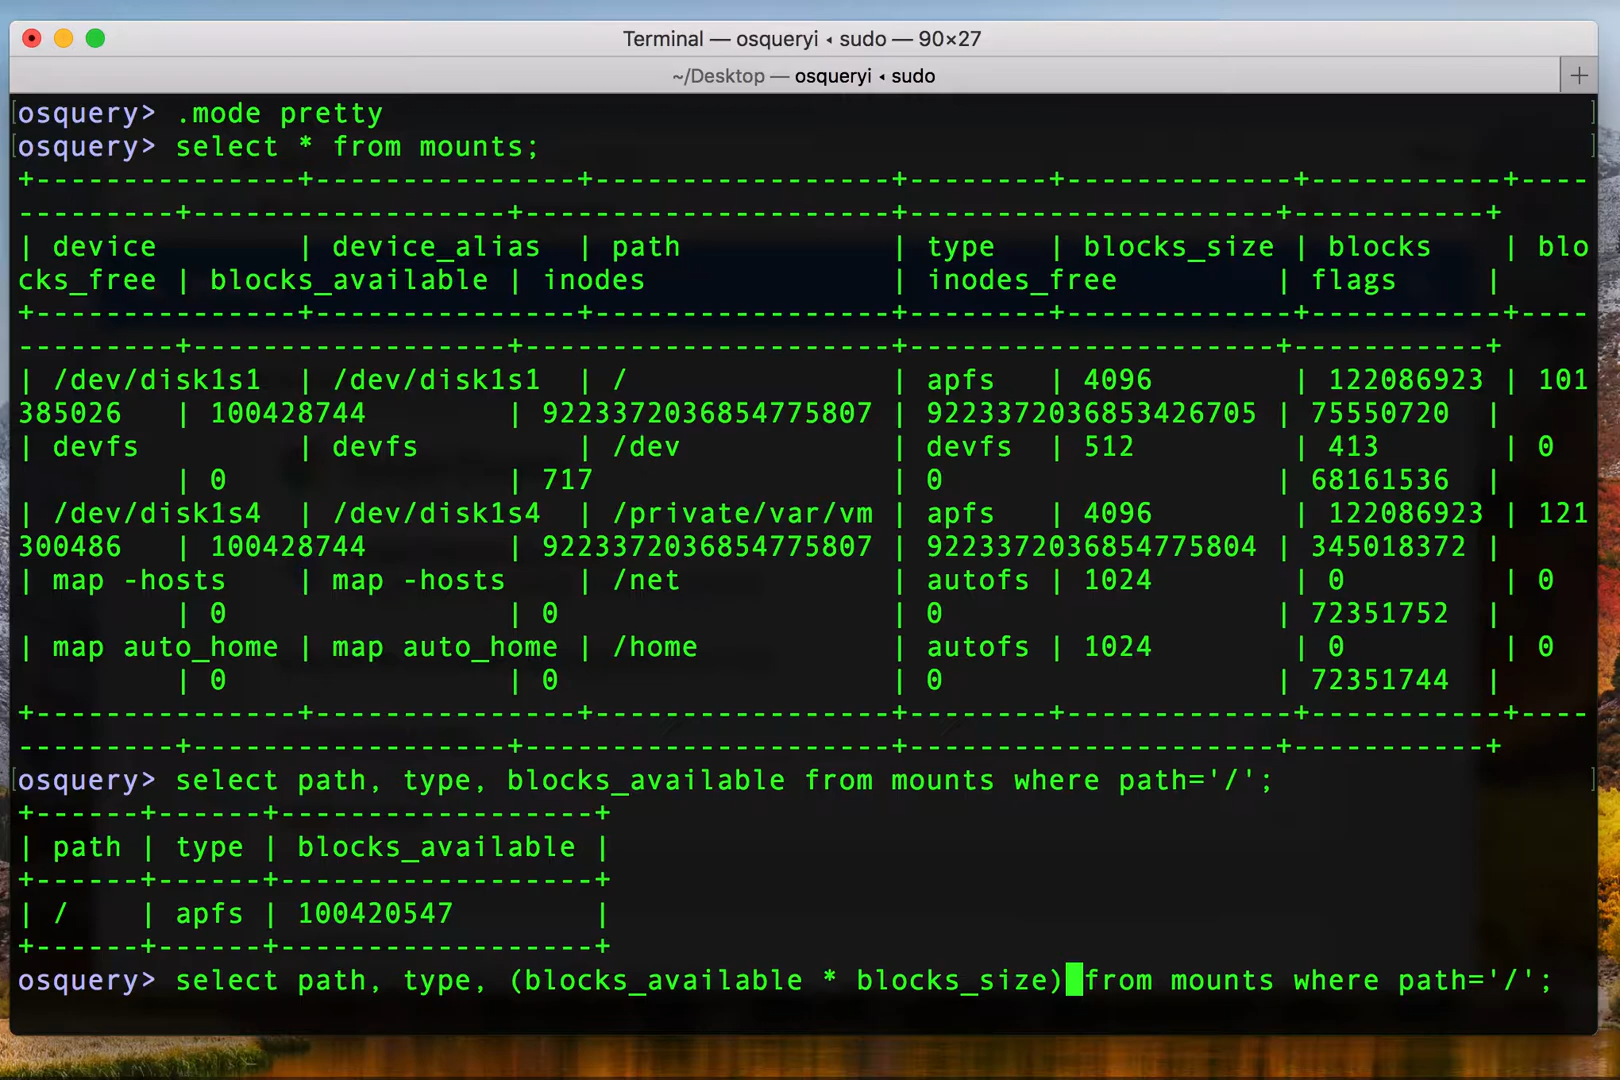 Terminal — osqueryi ◂ sudo — 90×27
~/Desktop — osqueryi ◂ sudo +
[osquery> .mode pretty ]
[osquery> select * from mounts; ]
+---------------+---------------+-----------------+--------+-------------+-----------+----
---------+------------------+---------------------+---------------------+-----------+
| device        | device_alias  | path            | type   | blocks_size | blocks    | blo
cks_free | blocks_available | inodes              | inodes_free         | flags     |
+---------------+---------------+-----------------+--------+-------------+-----------+----
---------+------------------+---------------------+---------------------+-----------+
| /dev/disk1s1  | /dev/disk1s1  | /               | apfs   | 4096        | 122086923 | 101
385026   | 100428744        | 9223372036854775807 | 9223372036853426705 | 75550720  |
| devfs         | devfs         | /dev            | devfs  | 512         | 413       | 0
         | 0                | 717                 | 0                   | 68161536  |
| /dev/disk1s4  | /dev/disk1s4  | /private/var/vm | apfs   | 4096        | 122086923 | 121
300486   | 100428744        | 9223372036854775807 | 9223372036854775804 | 345018372 |
| map -hosts    | map -hosts    | /net            | autofs | 1024        | 0         | 0
         | 0                | 0                   | 0                   | 72351752  |
| map auto_home | map auto_home | /home           | autofs | 1024        | 0         | 0
         | 0                | 0                   | 0                   | 72351744  |
+---------------+---------------+-----------------+--------+-------------+-----------+----
---------+------------------+---------------------+---------------------+-----------+
[osquery> select path, type, blocks_available from mounts where path='/'; ]
+------+------+------------------+
| path | type | blocks_available |
+------+------+------------------+
| /    | apfs | 100420547        |
+------+------+------------------+
osquery> select path, type, (blocks_available * blocks_size) from mounts where path='/';